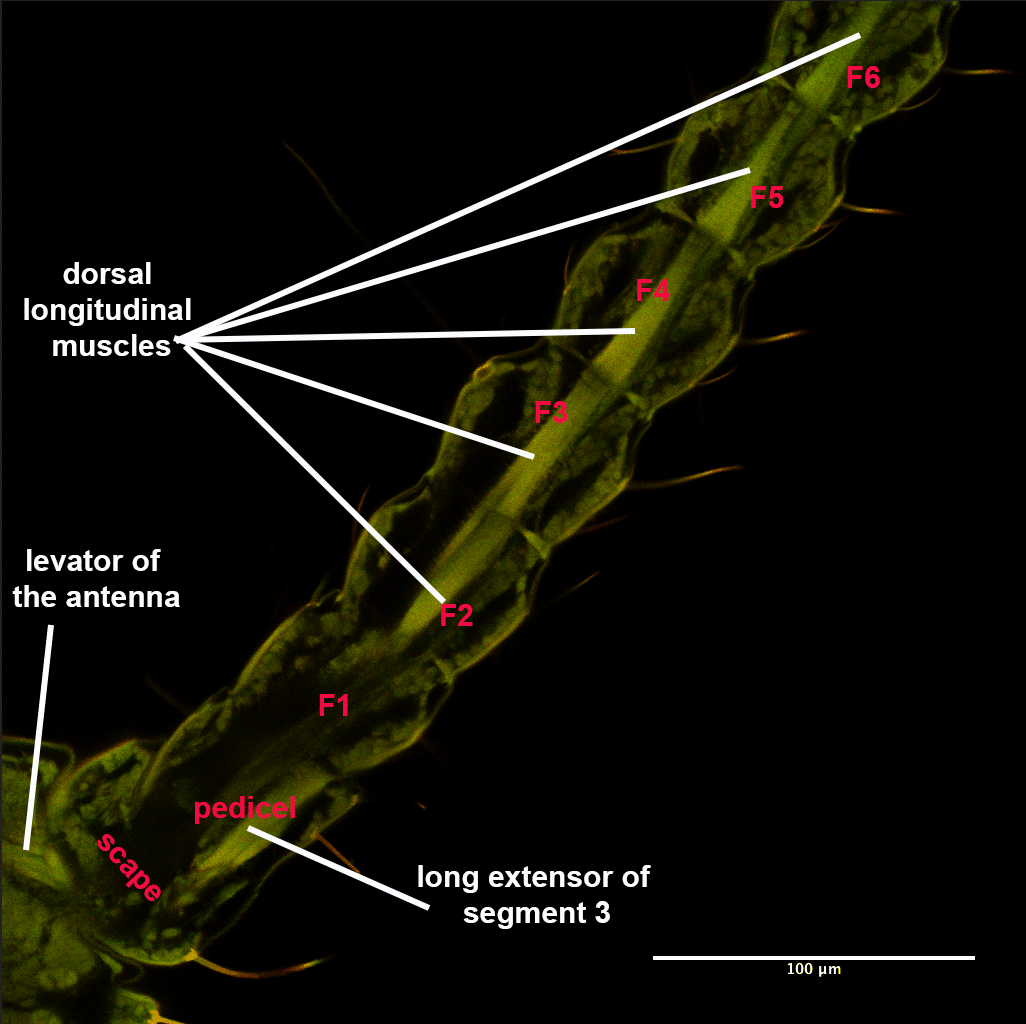 F6
F5
dorsal
longitudinal
muscles
F4
F3
levator of
the antenna
F2
F1
pedicel
scape
long extensor of
segment 3
100 µm